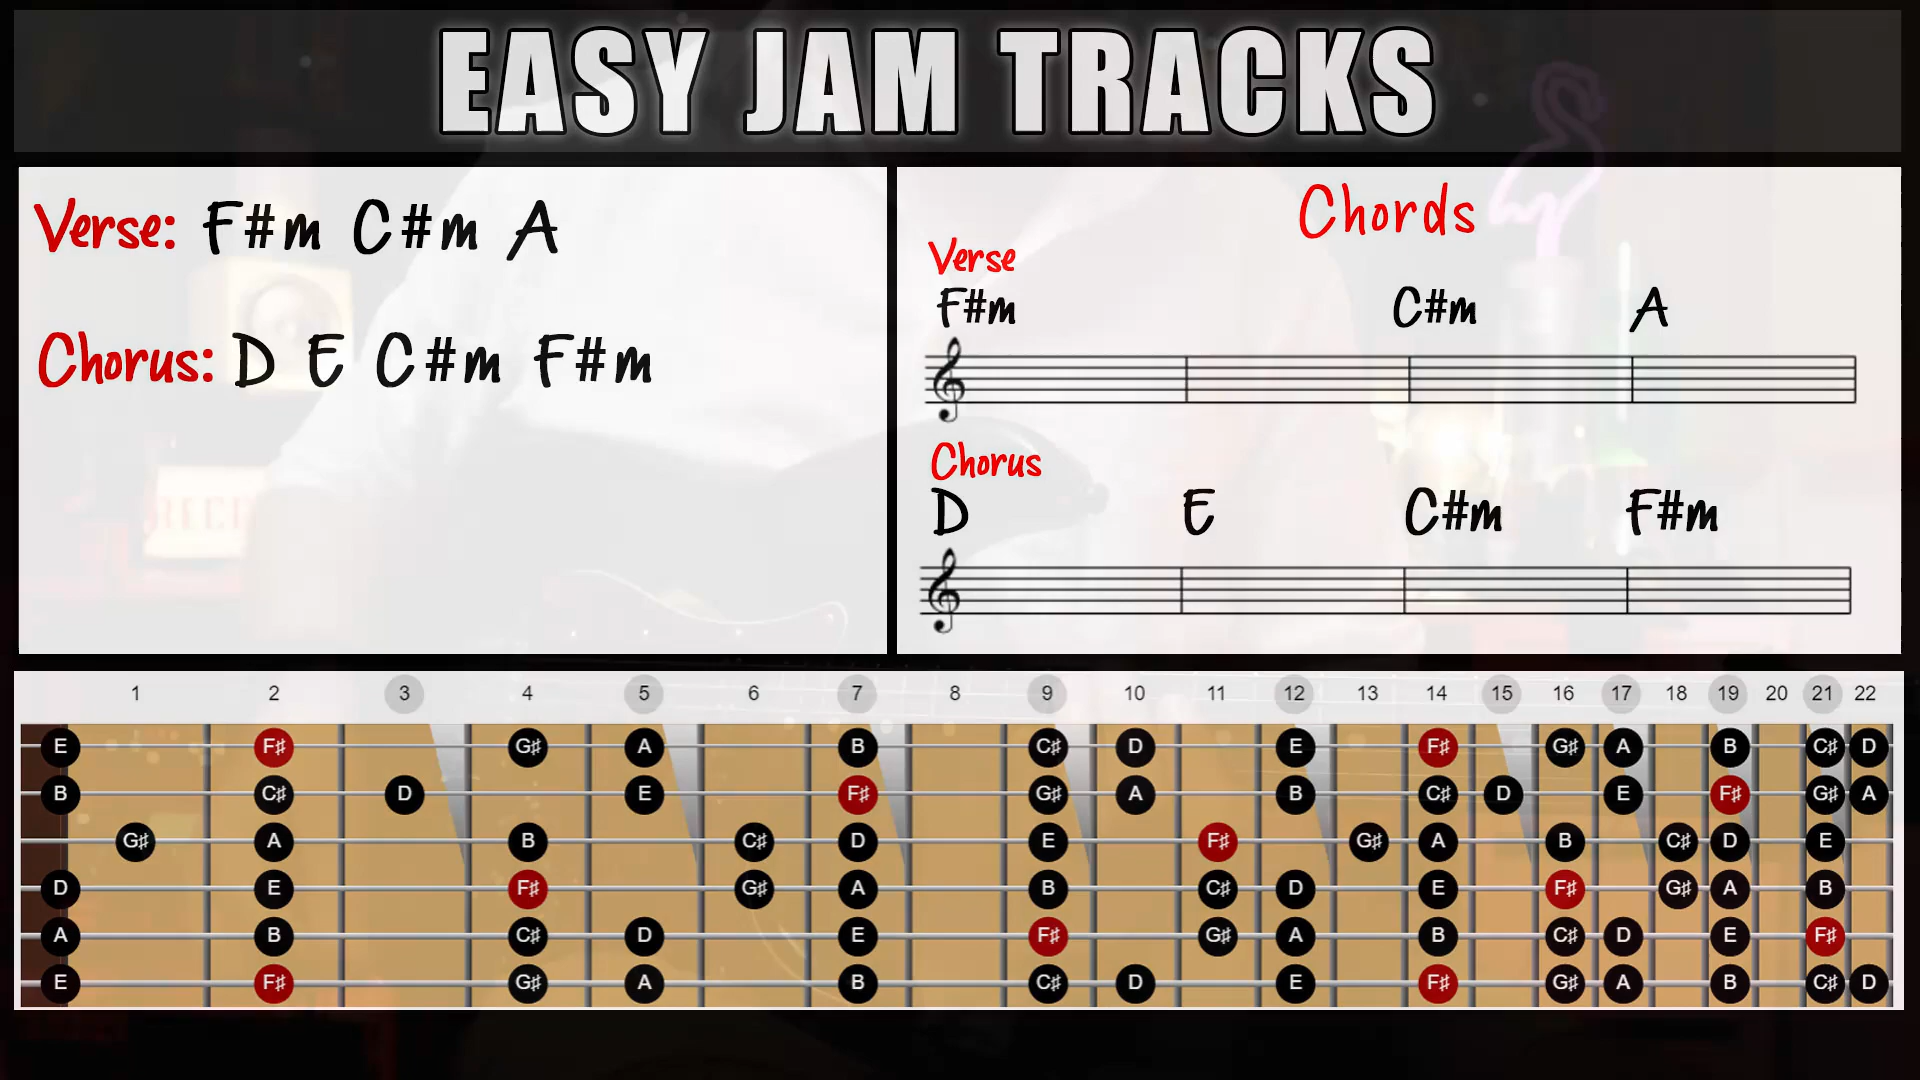 EASY JAM TRACKS
Verse: F#m C#m A
Chorus: D E C#m F#m
Chords
Verse
F#m C#m A
Chorus
D E C#m F#m
1 2 3 4 5 6 7 8 9 10 11 12 13 14 15 16 17 18 19 20 21 22
E F♯ G♯ A B C♯ D E F♯ G♯ A B C♯ D
B C♯ D E F♯ G♯ A B C♯ D E F♯ G♯ A
G♯ A B C♯ D E F♯ G♯ A B C♯ D E
D E F♯ G♯ A B C♯ D E F♯ G♯ A B
A B C♯ D E F♯ G♯ A B C♯ D E F♯
E F♯ G♯ A B C♯ D E F♯ G♯ A B C♯ D